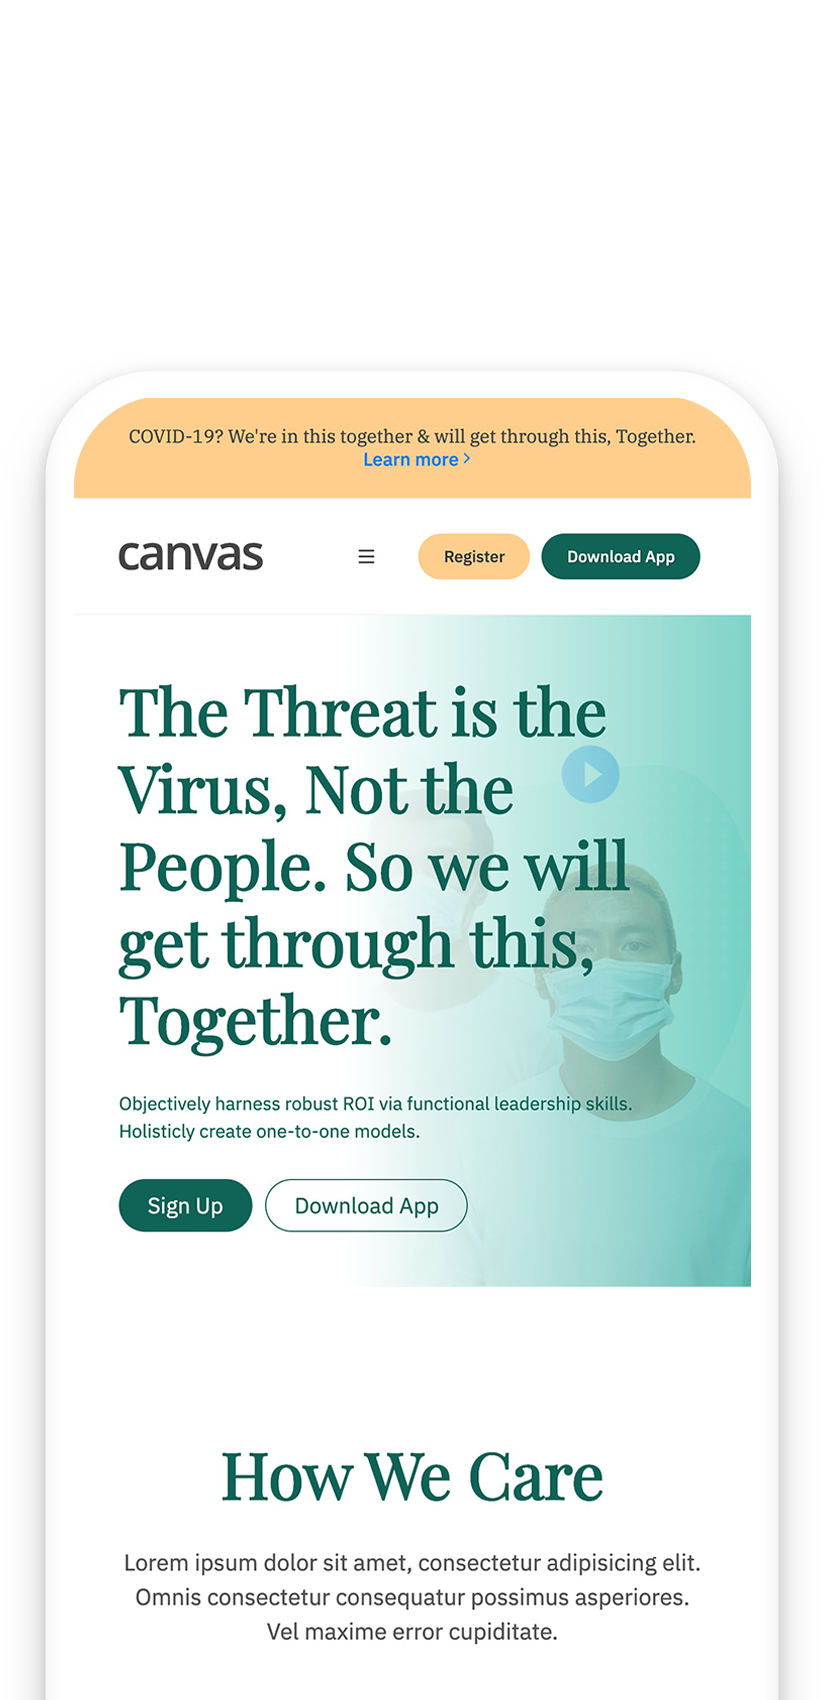 COVID-19? We're in this together & will get through this, Together.
Learn more >
canvas
Register
Download App
The Threat is the
Virus, Not the
People. So we will
get through this,
Together.
Objectively harness robust ROI via functional leadership skills.
Holisticly create one-to-one models.
Sign Up
Download App
How We Care
Lorem ipsum dolor sit amet, consectetur adipisicing elit.
Omnis consectetur consequatur possimus asperiores.
Vel maxime error cupiditate.